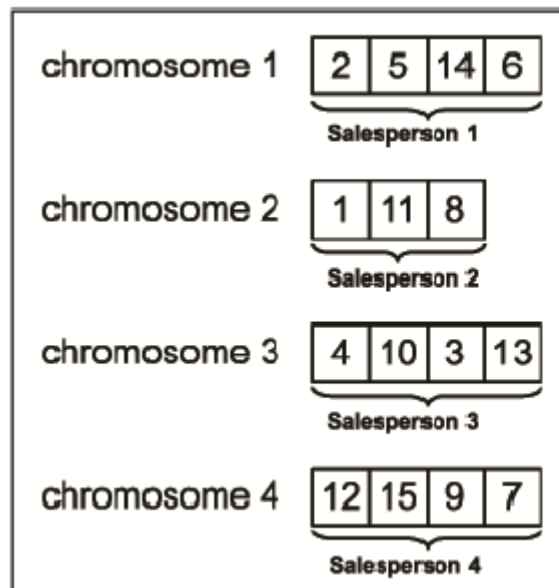 chromosome 1 2 5 14 6
Salesperson 1
chromosome 2 1 11 8
Salesperson 2
chromosome 3 4 10 3 13
Salesperson 3
chromosome 4 12 15 9 7
Salesperson 4